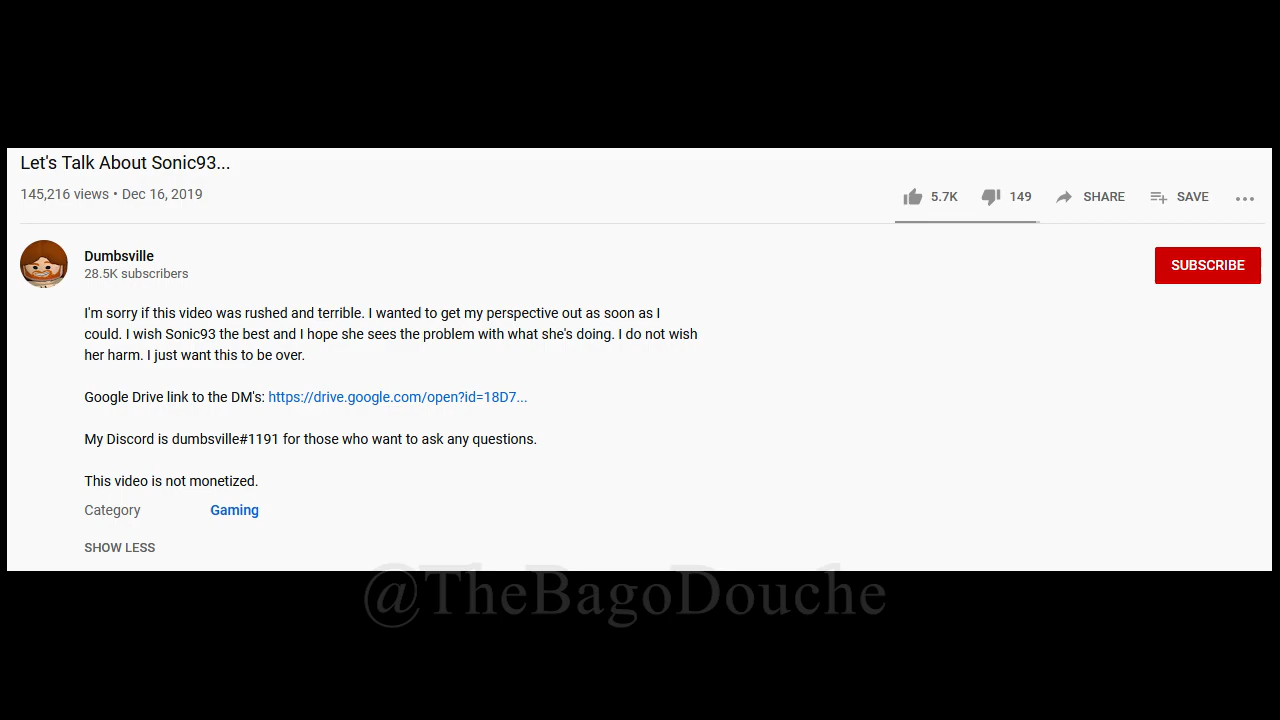 Let's Talk About Sonic93...
145,216 views • Dec 16, 2019
5.7K 149 SHARE SAVE
Dumbsville
28.5K subscribers
SUBSCRIBE
I'm sorry if this video was rushed and terrible. I wanted to get my perspective out as soon as I
could. I wish Sonic93 the best and I hope she sees the problem with what she's doing. I do not wish
her harm. I just want this to be over.
Google Drive link to the DM's: https://drive.google.com/open?id=18D7...
My Discord is dumbsville#1191 for those who want to ask any questions.
This video is not monetized.
Category Gaming
SHOW LESS
@TheBagoDouche